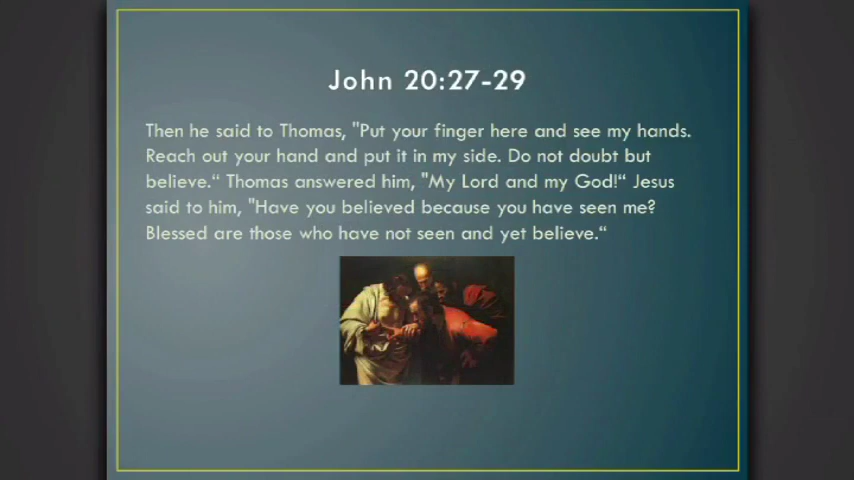 John 20:27-29
Then he said to Thomas, "Put your finger here and see my hands.
Reach out your hand and put it in my side. Do not doubt but
believe.“ Thomas answered him, "My Lord and my God!“ Jesus
said to him, "Have you believed because you have seen me?
Blessed are those who have not seen and yet believe.“